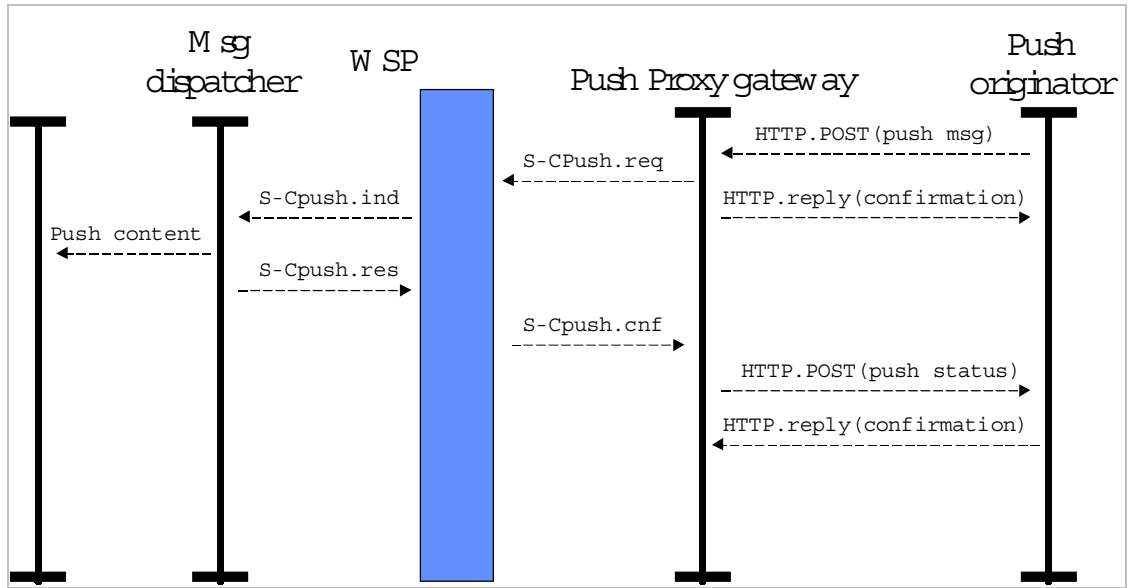 Msg
dispatcher
WSP
Push Proxy gateway
Push
originator
HTTP.POST(push msg)
S-CPush.req
S-Cpush.ind
HTTP.reply(confirmation)
Push content
S-Cpush.res
S-Cpush.cnf
HTTP.POST(push status)
HTTP.reply(confirmation)